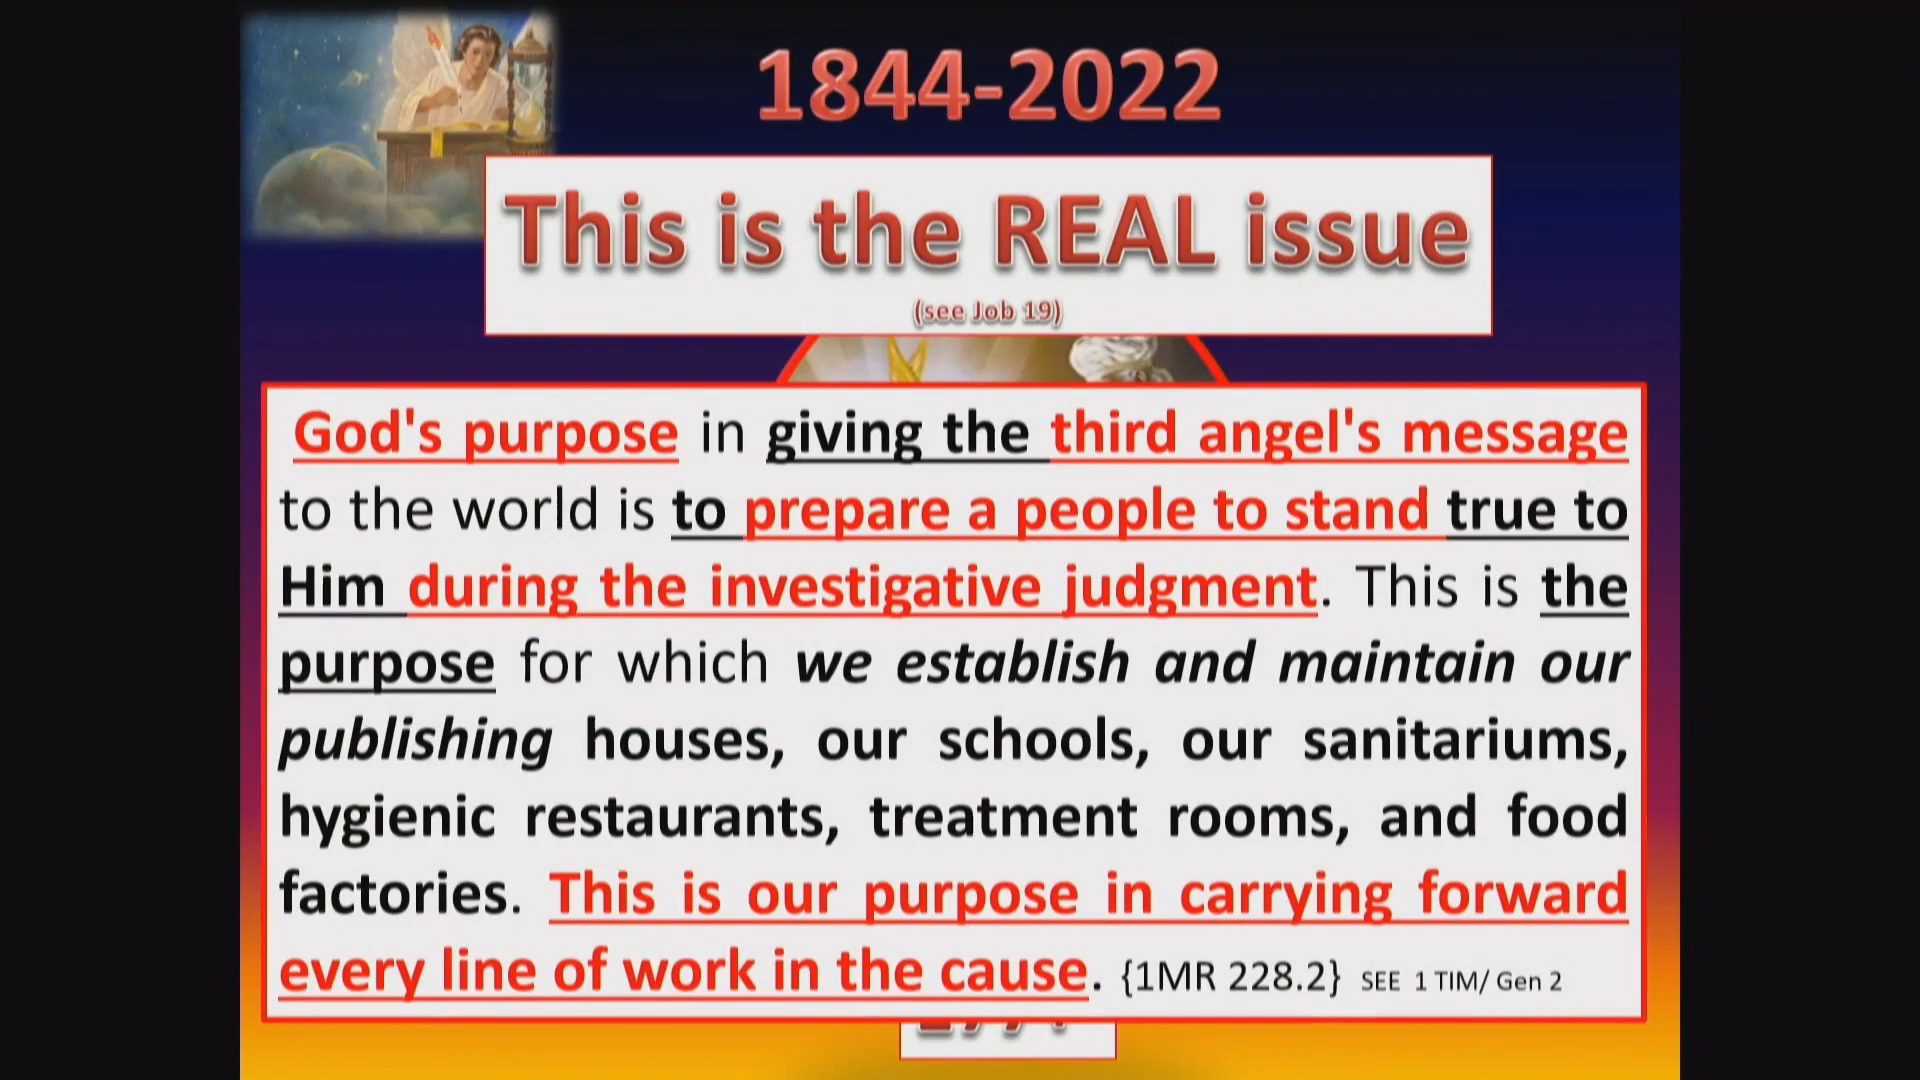 1844-2022
This is the REAL issue
(see Job 19)
God's purpose in giving the third angel's message
to the world is to prepare a people to stand true to
Him during the investigative judgment. This is the
purpose for which we establish and maintain our
publishing houses, our schools, our sanitariums,
hygienic restaurants, treatment rooms, and food
factories. This is our purpose in carrying forward
every line of work in the cause. {1MR 228.2} SEE 1 TIM/ Gen 2